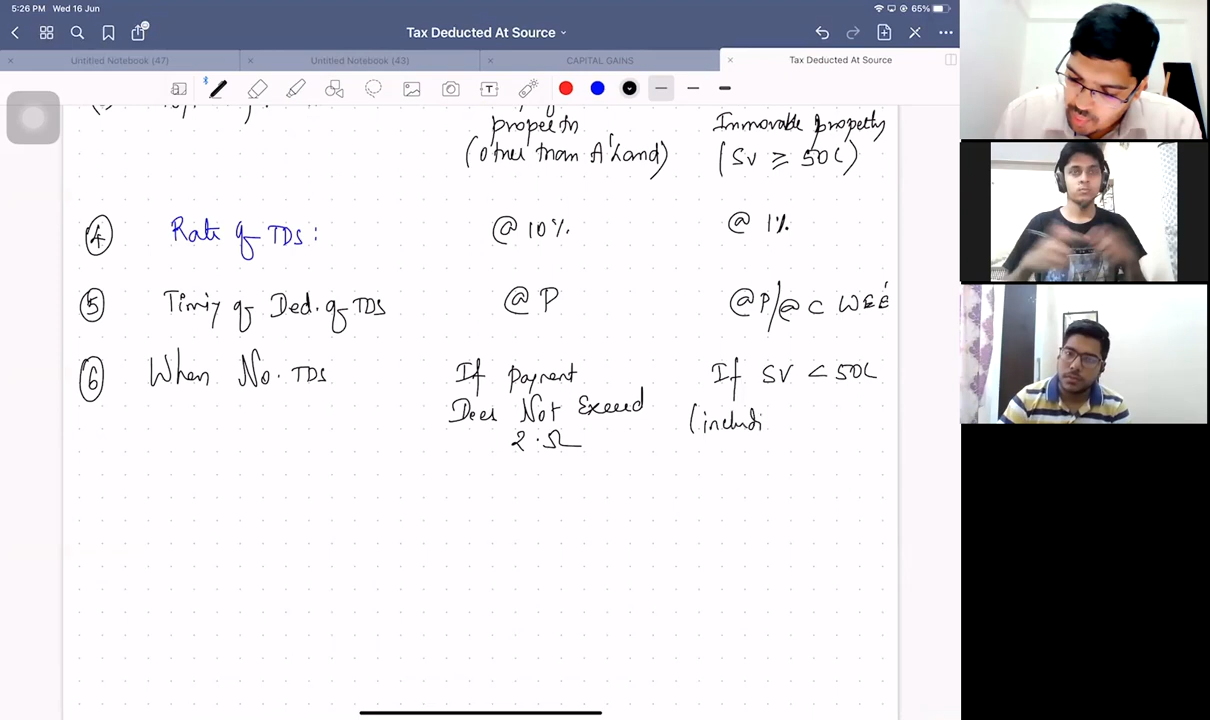 5:26 PM Wed 16 Jun
65%
Tax Deducted At Source
Untitled Notebook (47)
Untitled Notebook (43)
CAPITAL GAINS
Tax Deducted At Source
property Immovable property
(Other than A'Land) (SV ≥ 50L)
④ Rate of TDS: @ 10%. @ 1%.
⑤ Timing of Ded. of TDS @ P @P/@ C W E E
⑥ When No. TDS If payment If SV < 50L
Does Not Exceed (includi
2.5L